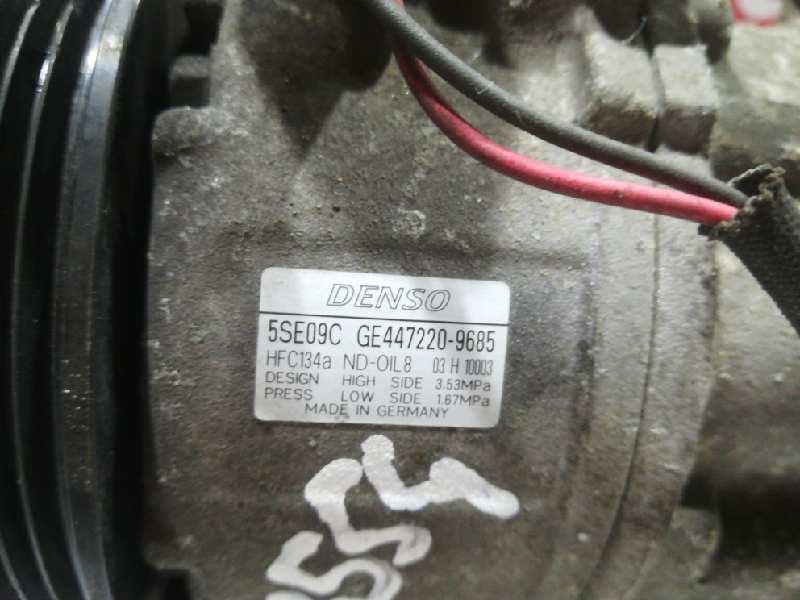 DENSO
5SE09C GE447220-9685
HFC134a ND-OIL8 03 H 10003
DESIGN HIGH SIDE 3.53MPa
PRESS LOW SIDE 1.67MPa
MADE IN GERMANY